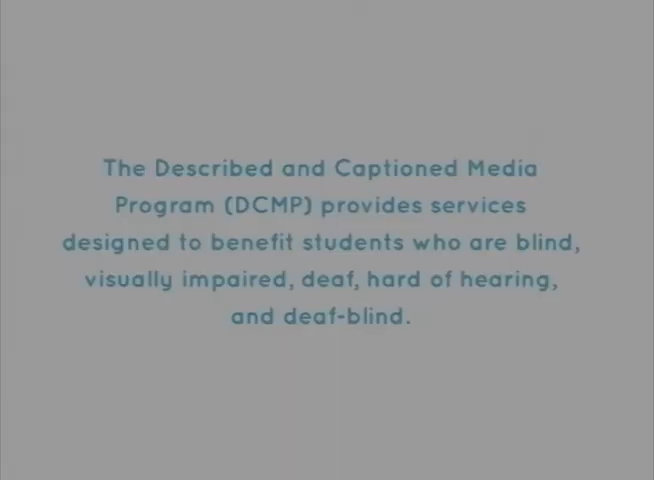 The Described and Captioned Media
Program (DCMP) provides services
designed to benefit students who are blind,
visually impaired, deaf, hard of hearing,
and deaf-blind.